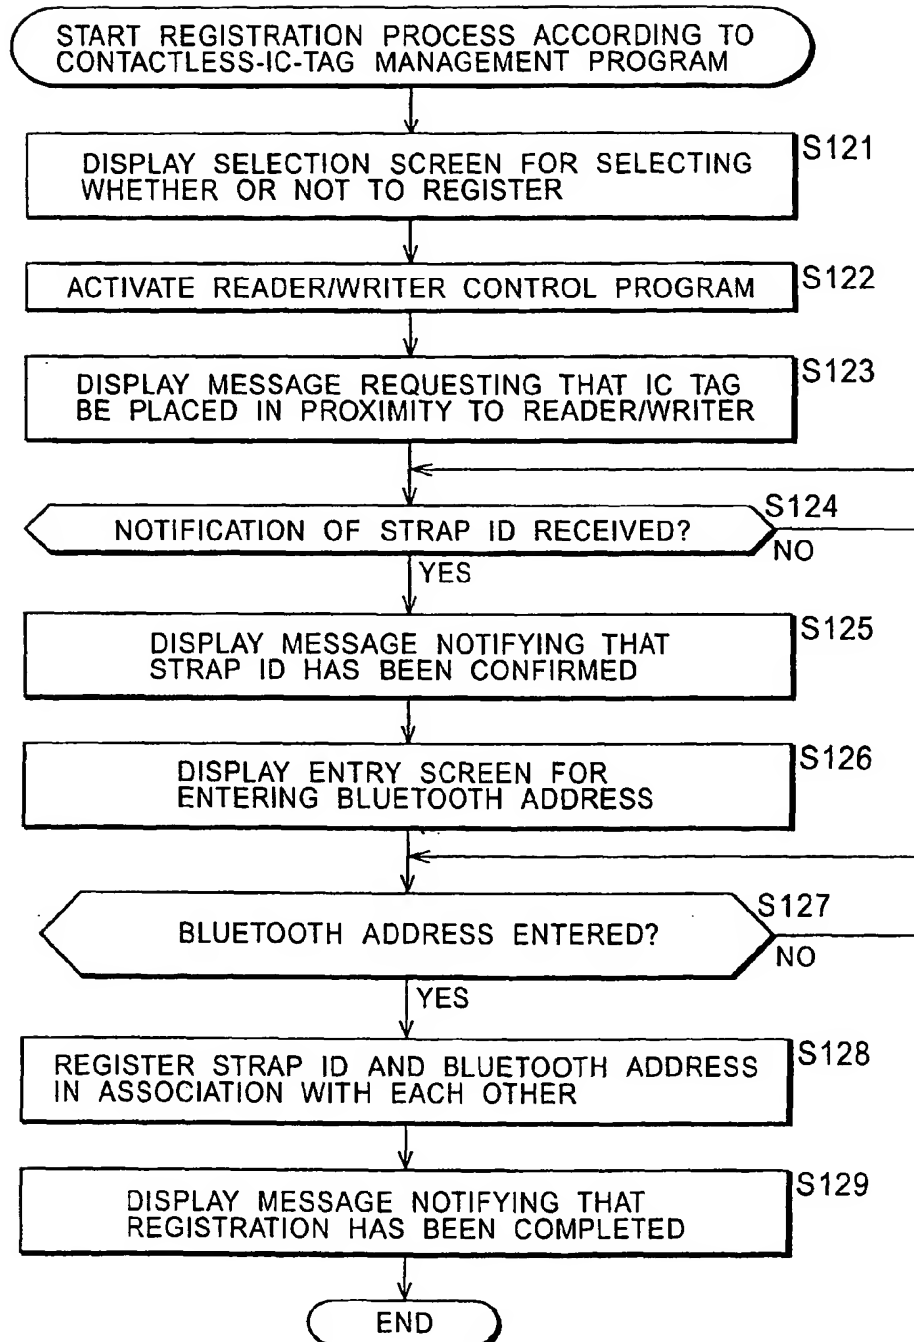 START REGISTRATION PROCESS ACCORDING TO
CONTACTLESS-IC-TAG MANAGEMENT PROGRAM
S121
DISPLAY SELECTION SCREEN FOR SELECTING
WHETHER OR NOT TO REGISTER
S122
ACTIVATE READER/WRITER CONTROL PROGRAM
S123
DISPLAY MESSAGE REQUESTING THAT IC TAG
BE PLACED IN PROXIMITY TO READER/WRITER
S124
NOTIFICATION OF STRAP ID RECEIVED?
NO
YES
S125
DISPLAY MESSAGE NOTIFYING THAT
STRAP ID HAS BEEN CONFIRMED
S126
DISPLAY ENTRY SCREEN FOR
ENTERING BLUETOOTH ADDRESS
S127
BLUETOOTH ADDRESS ENTERED?
NO
YES
S128
REGISTER STRAP ID AND BLUETOOTH ADDRESS
IN ASSOCIATION WITH EACH OTHER
S129
DISPLAY MESSAGE NOTIFYING THAT
REGISTRATION HAS BEEN COMPLETED
END